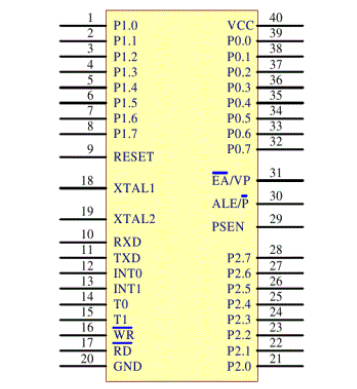 1 P1.0 VCC 40
2 P1.1 P0.0 39
3 P1.2 P0.1 38
4 P1.3 P0.2 37
5 P1.4 P0.3 36
6 P1.5 P0.4 35
7 P1.6 P0.5 34
8 P1.7 P0.6 33
P0.7 32
9 RESET
EA/VP 31
18 XTAL1
ALE/P 30
19 XTAL2
PSEN 29
10 RXD
11 TXD P2.7 28
12 INT0 P2.6 27
13 INT1 P2.5 26
14 T0 P2.4 25
15 T1 P2.3 24
16 WR P2.2 23
17 RD P2.1 22
20 GND P2.0 21